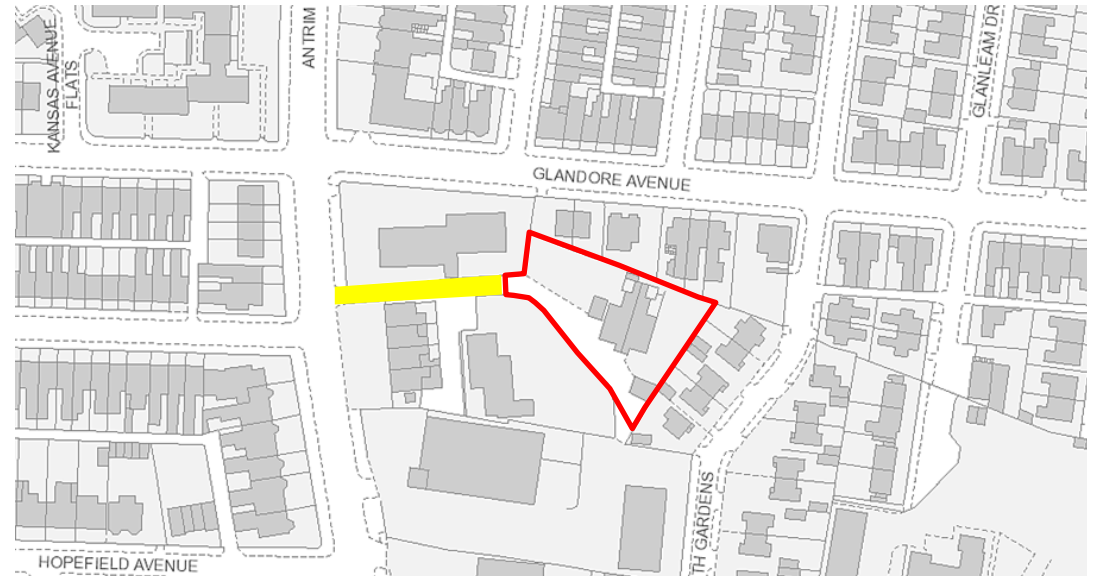 KANSAS AVENUE
FLATS
ANTRIM
GLANLEAM DR
GLANDORE AVENUE
TH GARDENS
HOPEFIELD AVENUE